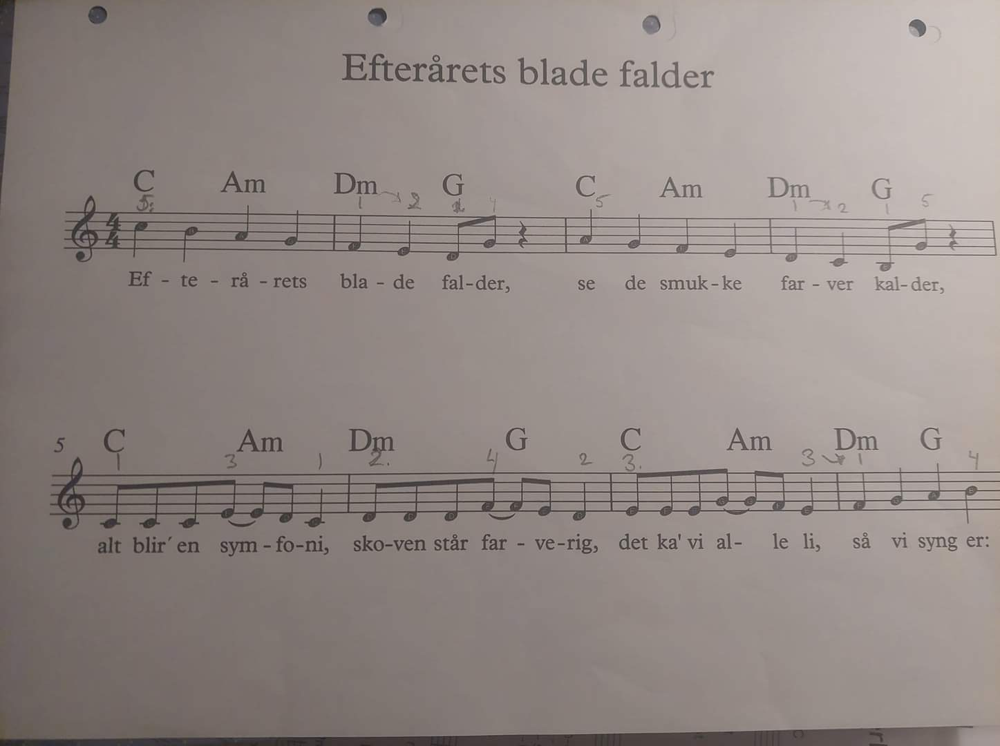 Efterårets blade falder
C Am Dm G C Am Dm G
5 1 2 1 4 5 1 2 1 5
4
4
Ef - te - rå - rets bla - de fal-der, se de smuk-ke far - ver kal-der,
5 C Am Dm G C Am Dm G
1 3 1 2. 4 2 3. 3 1 4
alt blir´en sym-fo-ni, sko-ven står far - ve-rig, det ka' vi al- le li, så vi syng er: